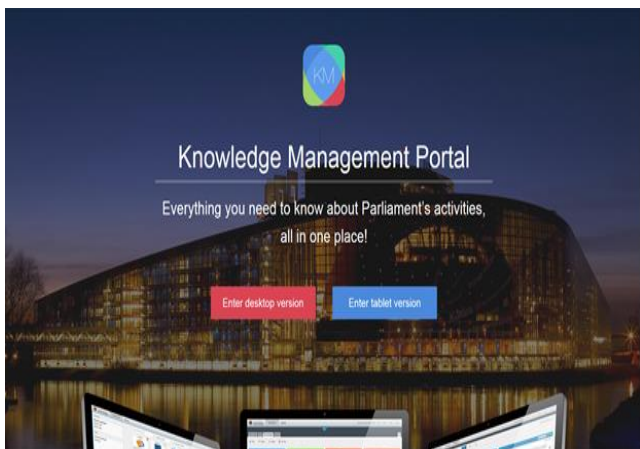 KM
Knowledge Management Portal
Everything you need to know about Parliament's activities,
all in one place!
Enter desktop version
Enter tablet version